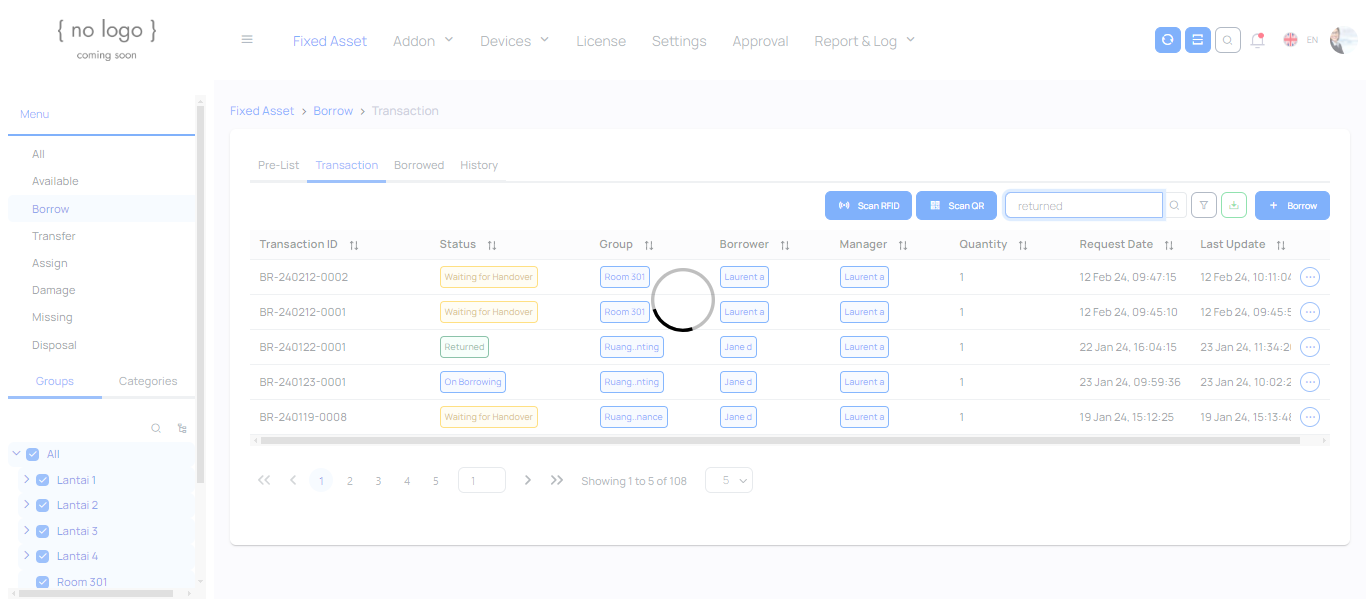 { no logo }
coming soon
Fixed Asset Addon Devices License Settings Approval Report & Log EN
Menu
All
Available
Borrow
Transfer
Assign
Damage
Missing
Disposal
Groups Categories
All
Lantai 1
Lantai 2
Lantai 3
Lantai 4
Room 301
Fixed Asset > Borrow > Transaction
Pre-List Transaction Borrowed History
Scan RFID Scan QR returned + Borrow
Transaction ID Status Group Borrower Manager Quantity Request Date Last Update
BR-240212-0002 Waiting for Handover Room 301 Laurent a Laurent a 1 12 Feb 24, 09:47:15 12 Feb 24, 10:11:04
BR-240212-0001 Waiting for Handover Room 301 Laurent a Laurent a 1 12 Feb 24, 09:45:10 12 Feb 24, 09:45:5
BR-240122-0001 Returned Ruang...nting Jane d Laurent a 1 22 Jan 24, 16:04:15 23 Jan 24, 11:34:2
BR-240123-0001 On Borrowing Ruang...nting Jane d Laurent a 1 23 Jan 24, 09:59:36 23 Jan 24, 10:02:2
BR-240119-0008 Waiting for Handover Ruang...nance Jane d Laurent a 1 19 Jan 24, 15:12:25 19 Jan 24, 15:13:4
1 2 3 4 5 1 Showing 1 to 5 of 108 5